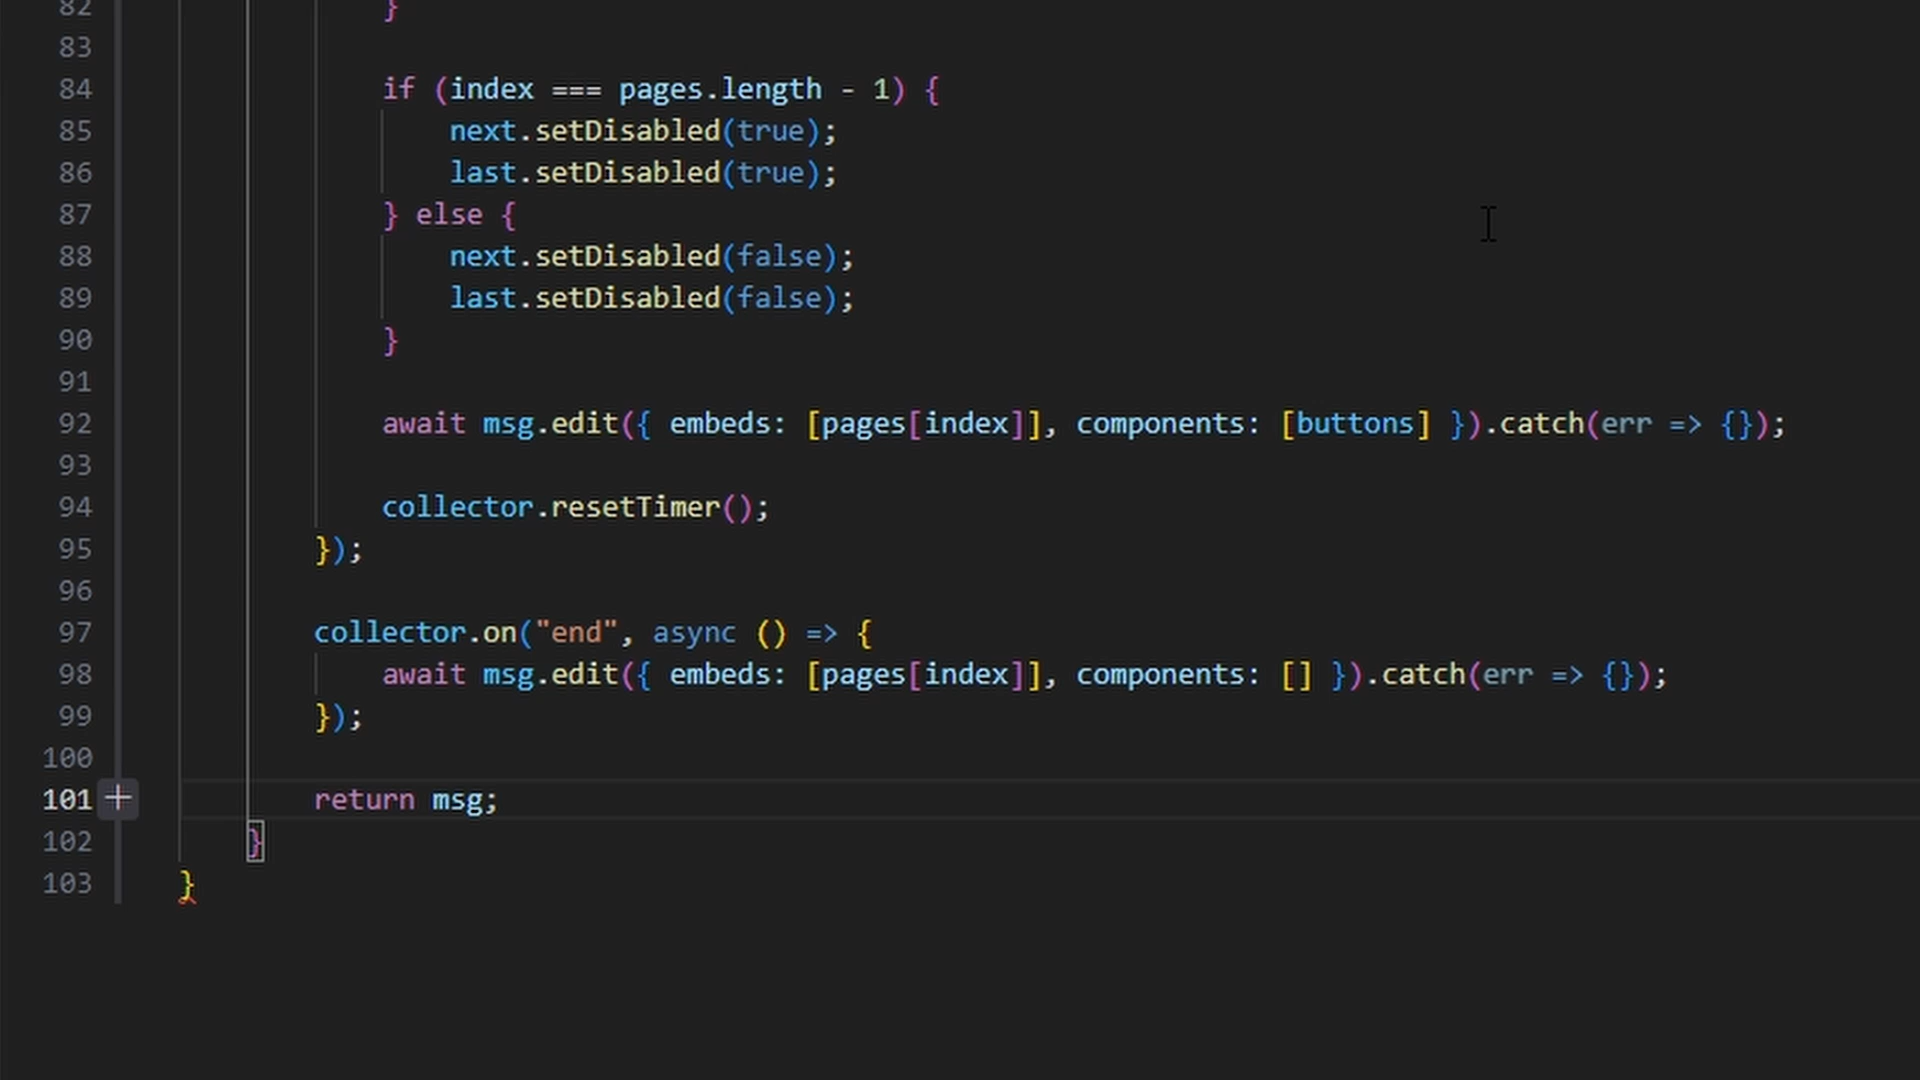 82 }
83
84 if (index === pages.length - 1) {
85 next.setDisabled(true);
86 last.setDisabled(true);
87 } else {
88 next.setDisabled(false);
89 last.setDisabled(false);
90 }
91
92 await msg.edit({ embeds: [pages[index]], components: [buttons] }).catch(err => {});
93
94 collector.resetTimer();
95 });
96
97 collector.on("end", async () => {
98 await msg.edit({ embeds: [pages[index]], components: [] }).catch(err => {});
99 });
100
101 + return msg;
102 }
103 }